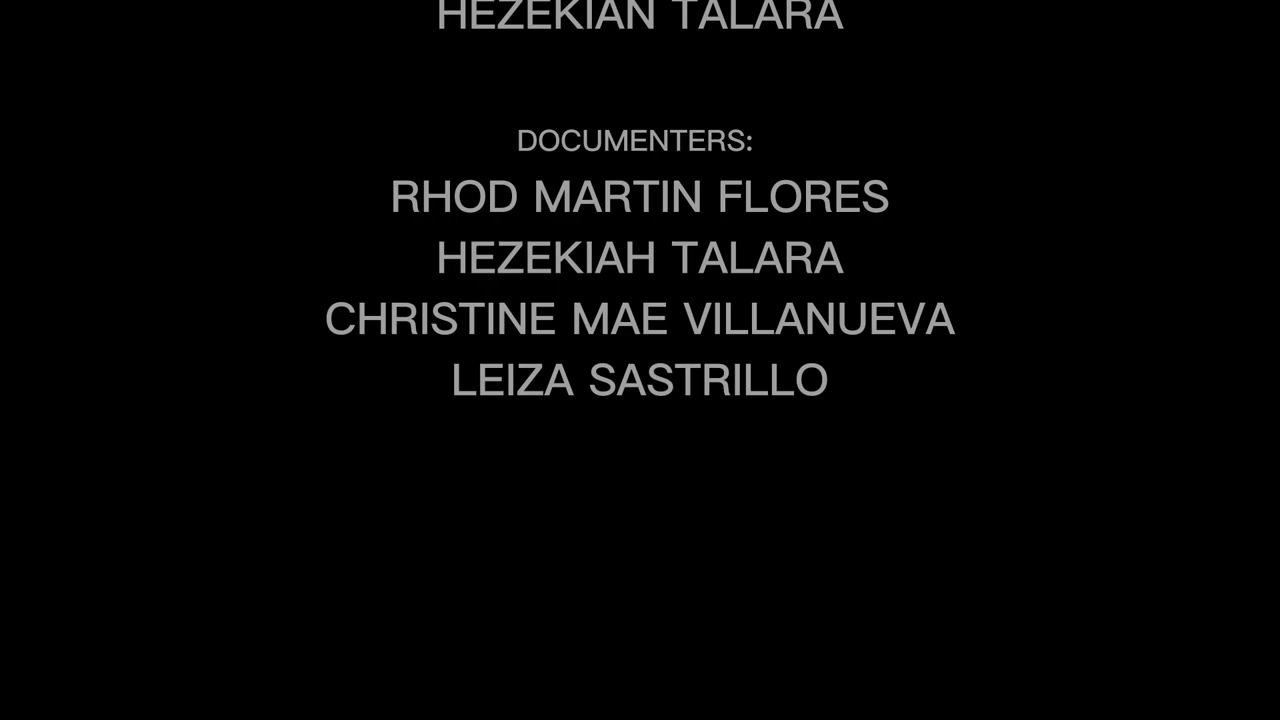 HEZEKIAH TALARA
DOCUMENTERS:
RHOD MARTIN FLORES
HEZEKIAH TALARA
CHRISTINE MAE VILLANUEVA
LEIZA SASTRILLO